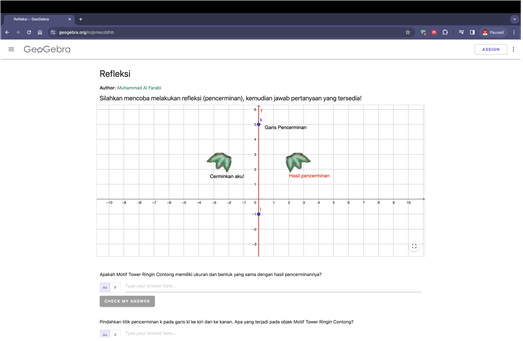 Refleksi – GeoGebra
Paused
GeoGebra
ASSIGN
Refleksi
Author: Muhammad Al Farabi
Silahkan mencoba melakukan refleksi (pencerminan), kemudian jawab pertanyaan yang tersedia!
6
5
Garis Pencerminan
4
3
2
Cerminkan aku!
Hasil pencerminan
1
−10 −9 −8 −7 −6 −5 −4 −3 −2 −1 0 1 2 3 4 5 6 7 8 9 10
−1
−2
−3
Apakah Motif Tower Ringin Contong memiliki ukuran dan bentuk yang sama dengan hasil pencerminannya?
Type your answer here...
CHECK MY ANSWER
Pindahkan titik pencerminan k pada garis kl ke kiri dan ke kanan. Apa yang terjadi pada objek Motif Tower Ringin Contong?
Type your answer here...